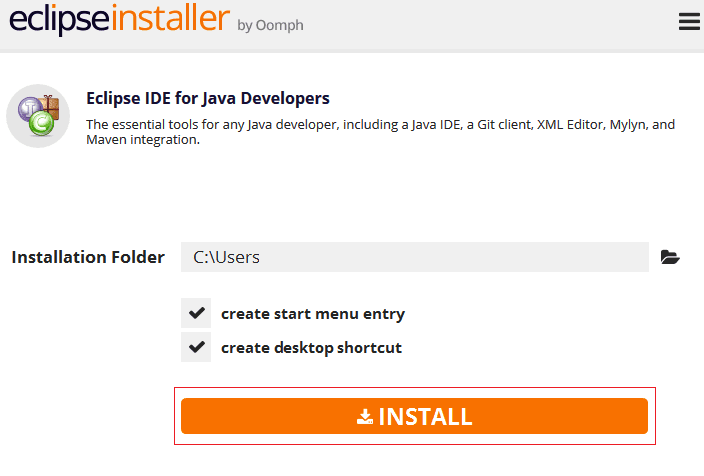 eclipseinstaller by Oomph
Eclipse IDE for Java Developers
The essential tools for any Java developer, including a Java IDE, a Git client, XML Editor, Mylyn, and
Maven integration.
Installation Folder C:\Users
create start menu entry
create desktop shortcut
INSTALL